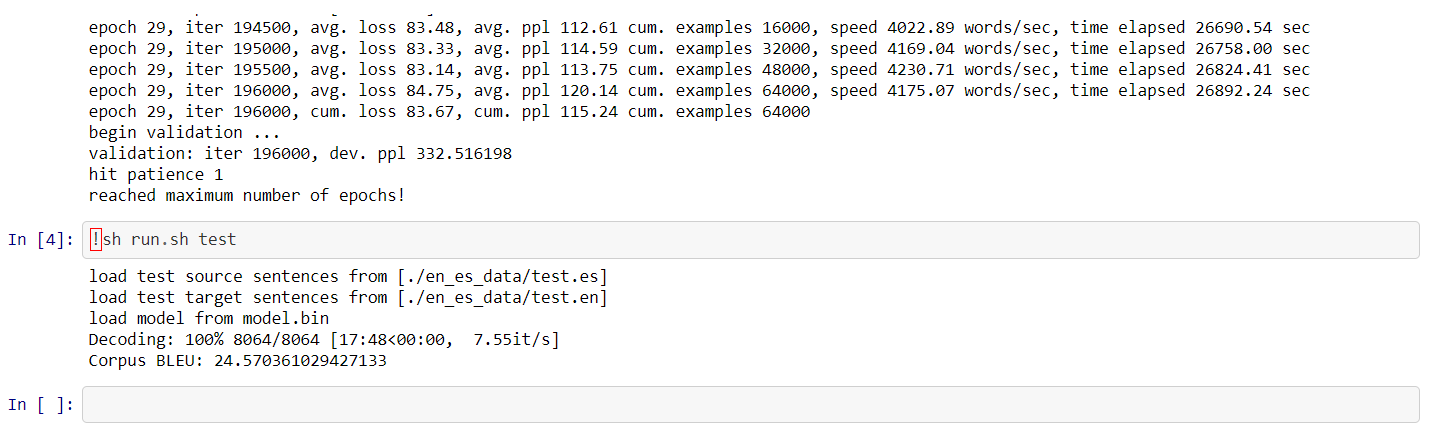 epoch 29, iter 194500, avg. loss 83.48, avg. ppl 112.61 cum. examples 16000, speed 4022.89 words/sec, time elapsed 26690.54 sec
epoch 29, iter 195000, avg. loss 83.33, avg. ppl 114.59 cum. examples 32000, speed 4169.04 words/sec, time elapsed 26758.00 sec
epoch 29, iter 195500, avg. loss 83.14, avg. ppl 113.75 cum. examples 48000, speed 4230.71 words/sec, time elapsed 26824.41 sec
epoch 29, iter 196000, avg. loss 84.75, avg. ppl 120.14 cum. examples 64000, speed 4175.07 words/sec, time elapsed 26892.24 sec
epoch 29, iter 196000, cum. loss 83.67, cum. ppl 115.24 cum. examples 64000
begin validation ...
validation: iter 196000, dev. ppl 332.516198
hit patience 1
reached maximum number of epochs!
In [4]: !sh run.sh test
load test source sentences from [./en_es_data/test.es]
load test target sentences from [./en_es_data/test.en]
load model from model.bin
Decoding: 100% 8064/8064 [17:48<00:00,  7.55it/s]
Corpus BLEU: 24.570361029427133
In [ ]: